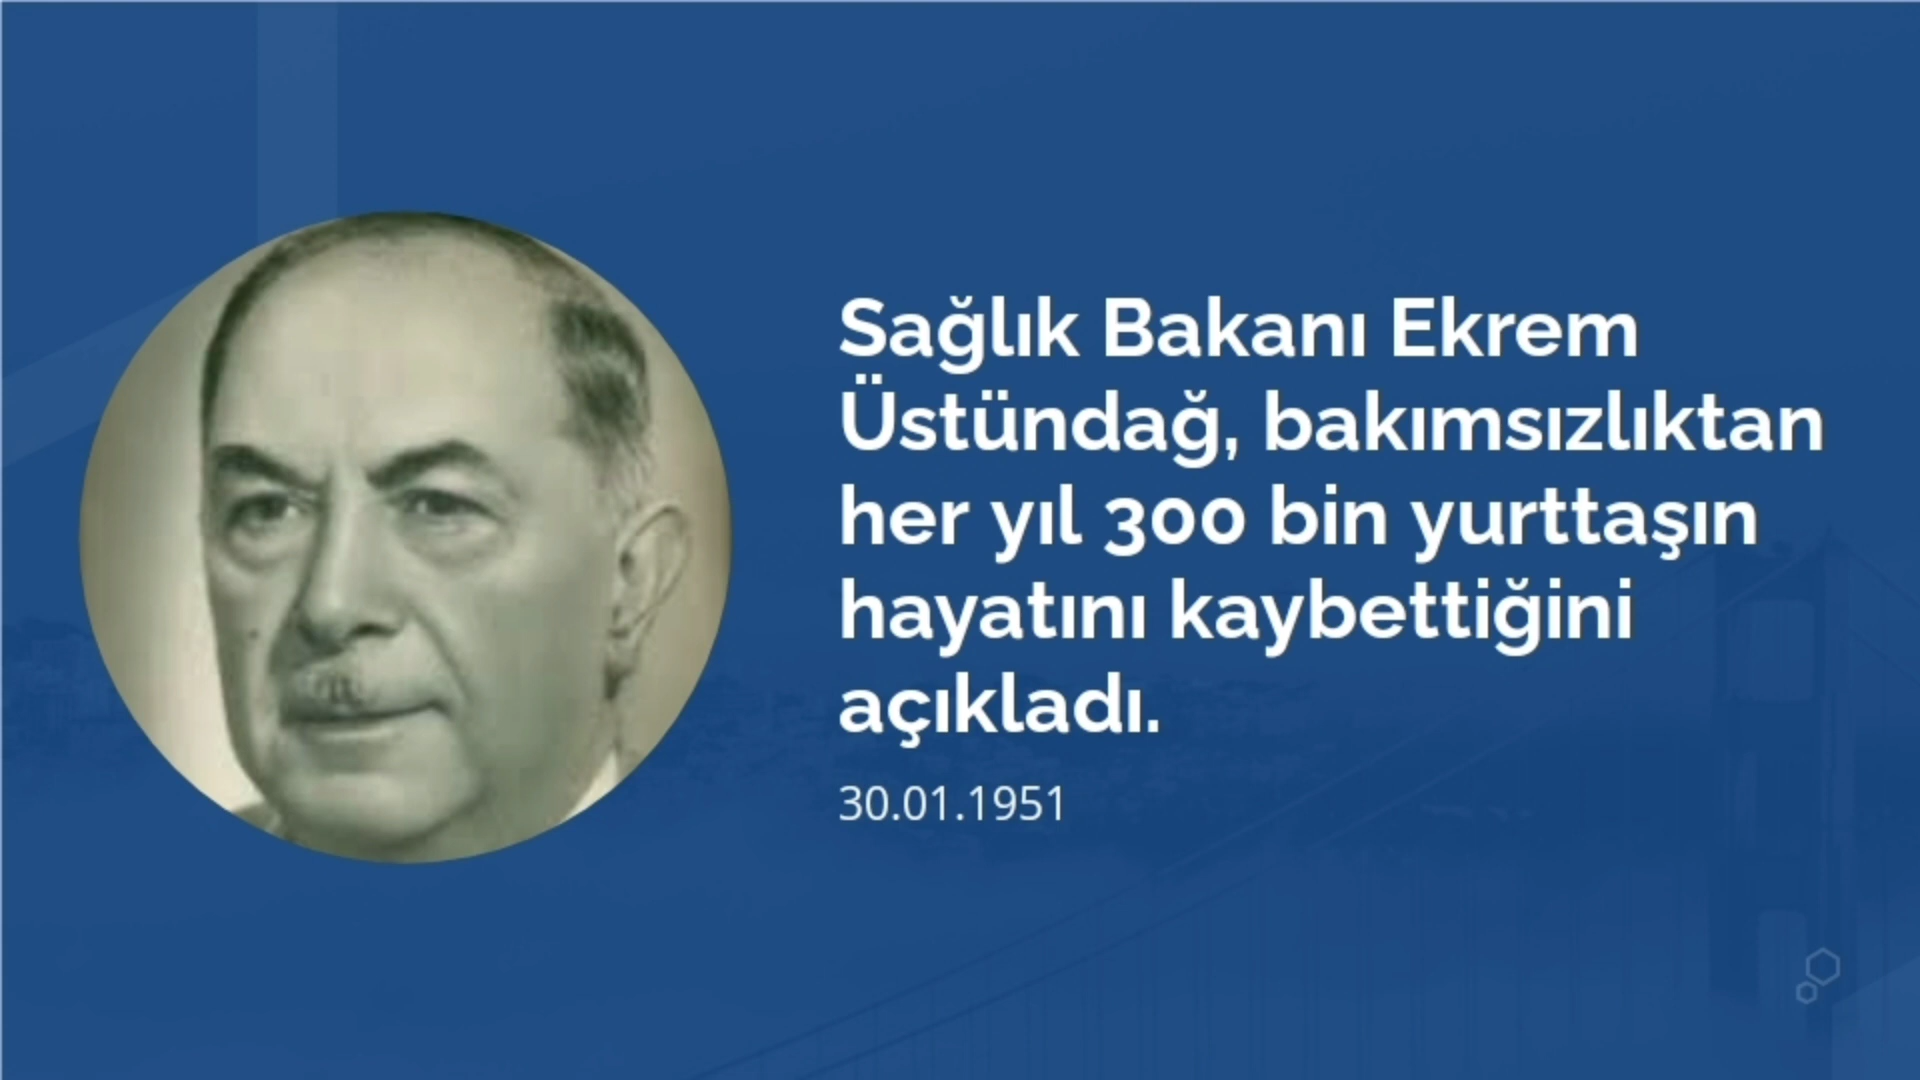 Sağlık Bakanı Ekrem
Üstündağ, bakımsızlıktan
her yıl 300 bin yurttaşın
hayatını kaybettiğini
açıkladı.
30.01.1951